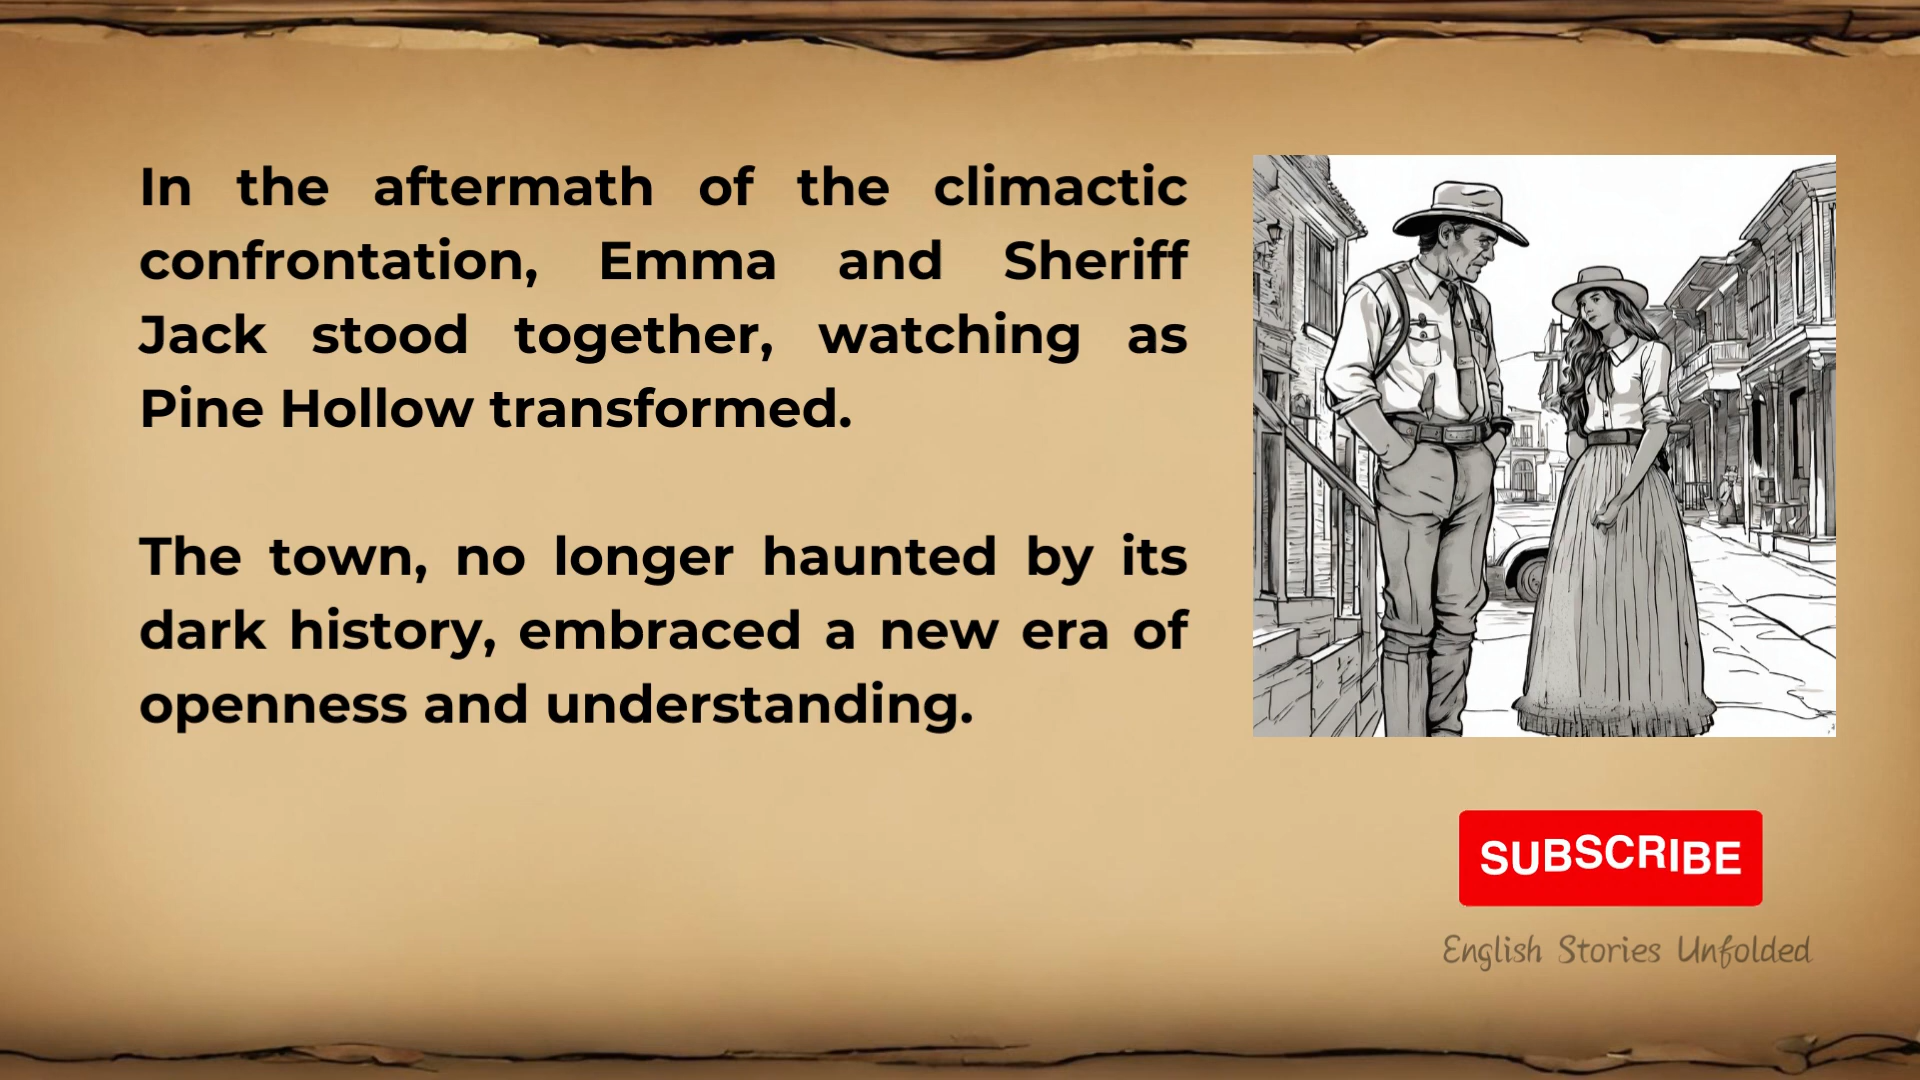 In the aftermath of the climactic
confrontation, Emma and Sheriff
Jack stood together, watching as
Pine Hollow transformed.
The town, no longer haunted by its
dark history, embraced a new era of
openness and understanding.
SUBSCRIBE
English Stories Unfolded